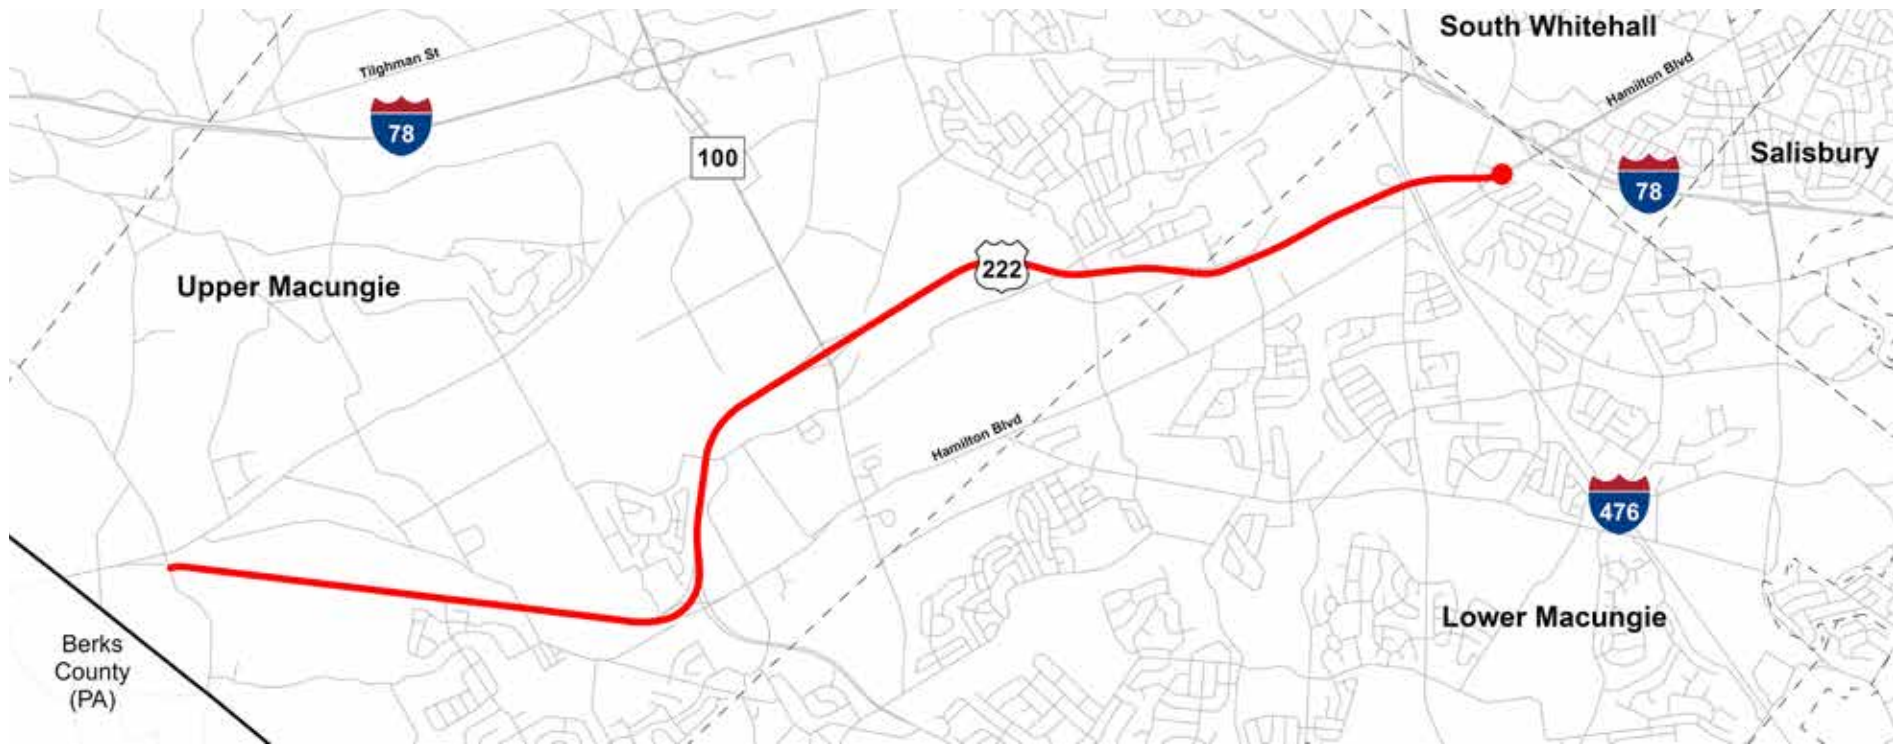 South Whitehall
Tilghman St
Hamilton Blvd
78
100
Salisbury
78
222
Upper Macungie
Hamilton Blvd
476
Lower Macungie
Berks
County
(PA)